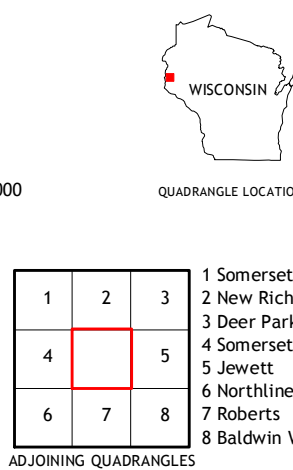 WISCONSIN
000
QUADRANGLE LOCATIO
1 2 3
4 5
6 7 8
1 Somerset
2 New Rich
3 Deer Park
4 Somerset
5 Jewett
6 Northline
7 Roberts
8 Baldwin W
ADJOINING QUADRANGLES